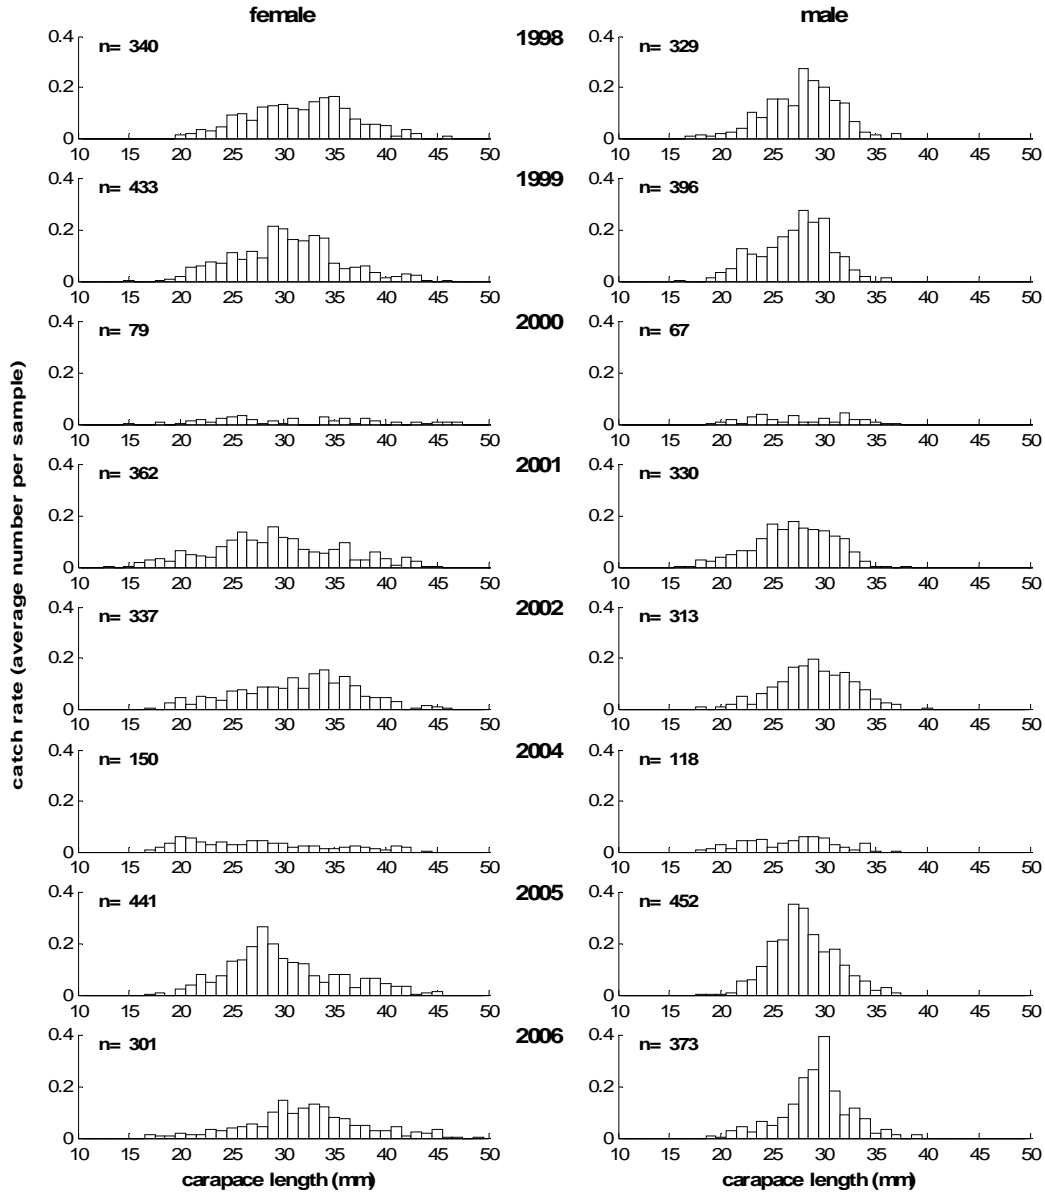 female male
0.4 n= 340 1998 0.4 n= 329
0.2 0.2
0 0
10 15 20 25 30 35 40 45 50 10 15 20 25 30 35 40 45 50
0.4 n= 433 1999 0.4 n= 396
0.2 0.2
0 0
10 15 20 25 30 35 40 45 50 10 15 20 25 30 35 40 45 50
0.4 n= 79 2000 0.4 n= 67
0.2 0.2
0 0
10 15 20 25 30 35 40 45 50 10 15 20 25 30 35 40 45 50
0.4 n= 362 2001 0.4 n= 330
0.2 0.2
0 0
10 15 20 25 30 35 40 45 50 10 15 20 25 30 35 40 45 50
0.4 n= 337 2002 0.4 n= 313
0.2 0.2
0 0
10 15 20 25 30 35 40 45 50 10 15 20 25 30 35 40 45 50
0.4 n= 150 2004 0.4 n= 118
0.2 0.2
0 0
10 15 20 25 30 35 40 45 50 10 15 20 25 30 35 40 45 50
0.4 n= 441 2005 0.4 n= 452
0.2 0.2
0 0
10 15 20 25 30 35 40 45 50 10 15 20 25 30 35 40 45 50
0.4 n= 301 2006 0.4 n= 373
0.2 0.2
0 0
10 15 20 25 30 35 40 45 50 10 15 20 25 30 35 40 45 50
carapace length (mm) carapace length (mm)
catch rate (average number per sample)